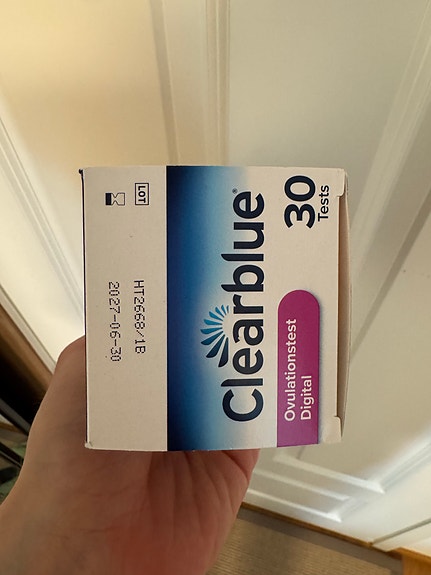 Clearblue®
30
Tests
Ovulationstest
Digital
LOT
HT2668/1B
2027-06-30